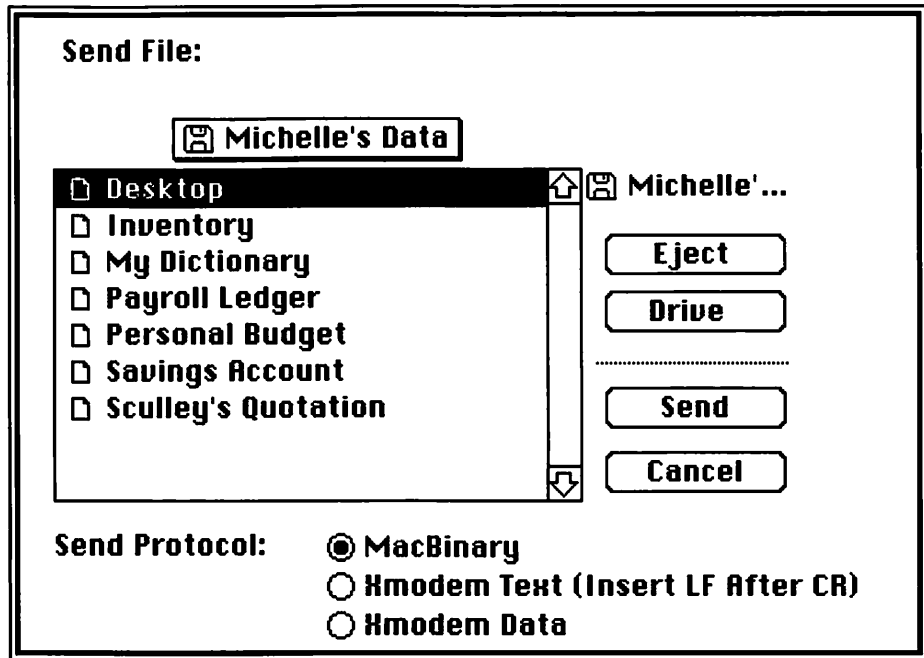 Send File:
Michelle's Data
Desktop
Inventory
My Dictionary
Payroll Ledger
Personal Budget
Savings Account
Sculley's Quotation
Michelle'...
Eject
Drive
Send
Cancel
Send Protocol:
MacBinary
Xmodem Text (Insert LF After CR)
Xmodem Data